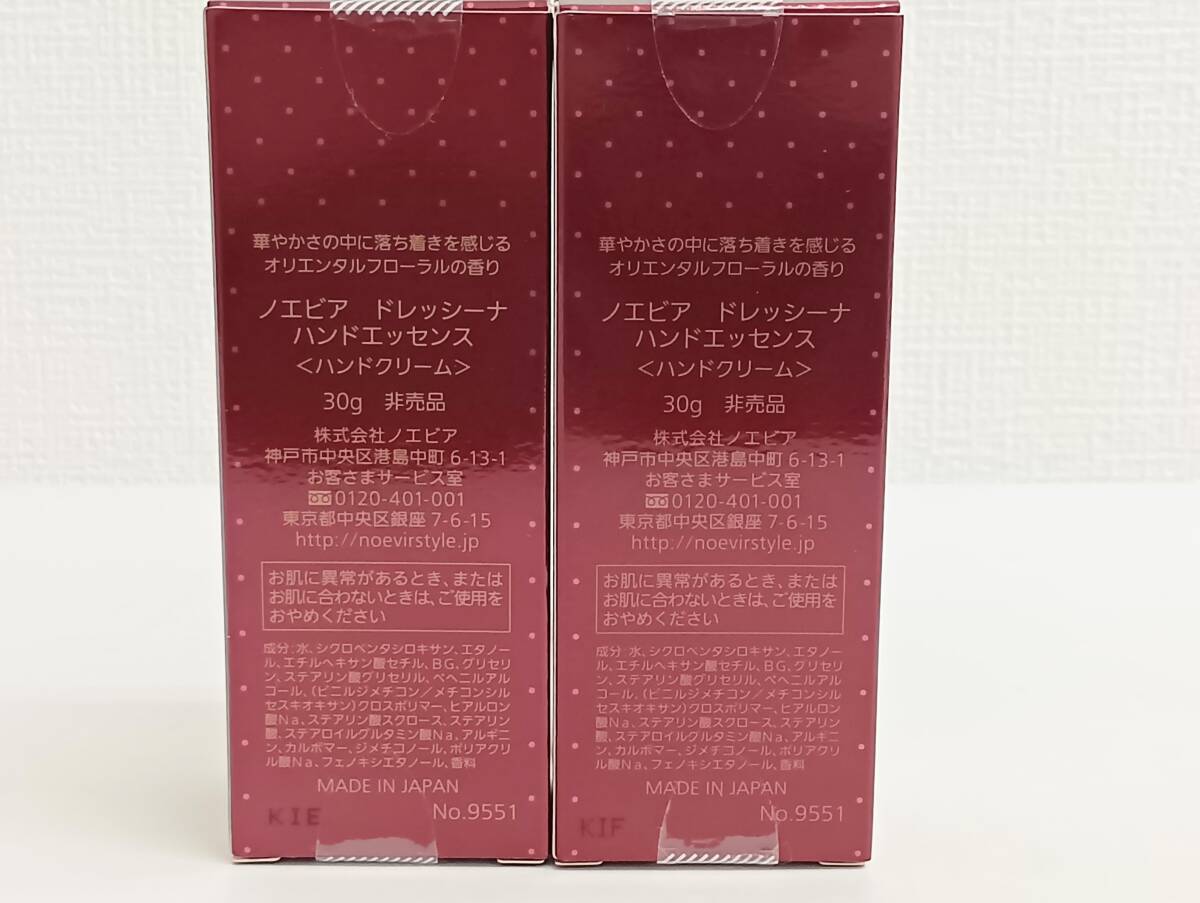 華やかさの中に落ち着きを感じる
オリエンタルフローラルの香り
ノエビア　ドレッシーナ
ハンドエッセンス
＜ハンドクリーム＞
30g　非売品
株式会社ノエビア
神戸市中央区港島中町 6-13-1
お客さまサービス室
0120-401-001
東京都中央区銀座 7-6-15
http://noevirstyle.jp
お肌に異常があるとき、または
お肌に合わないときは、ご使用を
おやめください
成分:水、シクロペンタシロキサン、エタノー
ル、エチルヘキサン酸セチル、BG、グリセリ
ン、ステアリン酸グリセリル、ベヘニルアル
コール、(ビニルジメチコン／メチコンシル
セスキオキサン)クロスポリマー、ヒアルロン
酸Na、ステアリン酸スクロース、ステアリン
酸、ステアロイルグルタミン酸Na、アルギニ
ン、カルボマー、ジメチコノール、ポリアクリ
ル酸Na、フェノキシエタノール、香料
MADE IN JAPAN
KIE No.9551
華やかさの中に落ち着きを感じる
オリエンタルフローラルの香り
ノエビア　ドレッシーナ
ハンドエッセンス
＜ハンドクリーム＞
30g　非売品
株式会社ノエビア
神戸市中央区港島中町 6-13-1
お客さまサービス室
0120-401-001
東京都中央区銀座 7-6-15
http://noevirstyle.jp
お肌に異常があるとき、または
お肌に合わないときは、ご使用を
おやめください
成分:水、シクロペンタシロキサン、エタノー
ル、エチルヘキサン酸セチル、BG、グリセリ
ン、ステアリン酸グリセリル、ベヘニルアル
コール、(ビニルジメチコン／メチコンシル
セスキオキサン)クロスポリマー、ヒアルロン
酸Na、ステアリン酸スクロース、ステアリン
酸、ステアロイルグルタミン酸Na、アルギニ
ン、カルボマー、ジメチコノール、ポリアクリ
ル酸Na、フェノキシエタノール、香料
MADE IN JAPAN
KIF No.9551